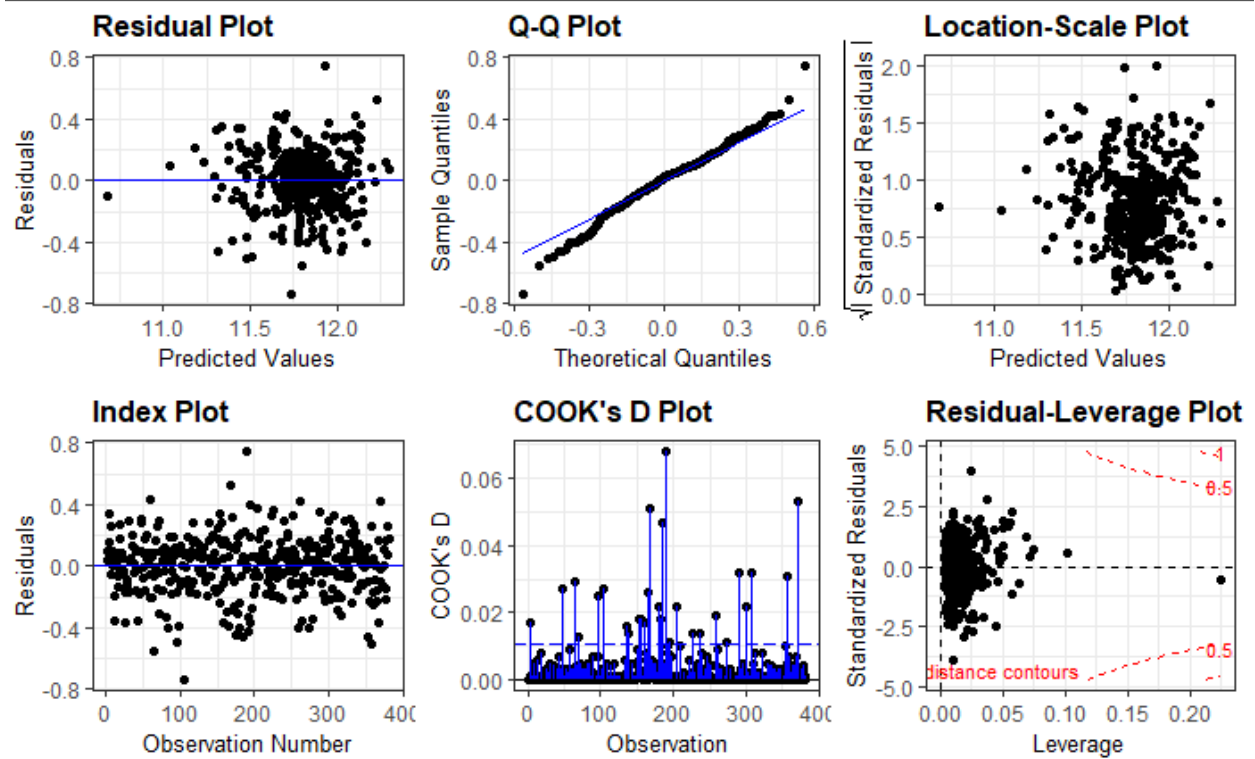 Residual Plot
0.8
0.4
0.0
-0.4
-0.8
Residuals
11.0 11.5 12.0
Predicted Values
Q-Q Plot
0.8
0.4
0.0
-0.4
-0.8
Sample Quantiles
-0.6 -0.3 0.0 0.3 0.6
Theoretical Quantiles
Location-Scale Plot
2.0
1.5
1.0
0.5
0.0
√| Standardized Residuals |
11.0 11.5 12.0
Predicted Values
Index Plot
0.8
0.4
0.0
-0.4
-0.8
Residuals
0 100 200 300 400
Observation Number
COOK's D Plot
0.06
0.04
0.02
0.00
COOK's D
0 100 200 300 400
Observation
Residual-Leverage Plot
5.0
2.5
0.0
-2.5
-5.0
Standardized Residuals
1
0.5
0.5
distance contours
0.00 0.05 0.10 0.15 0.20
Leverage